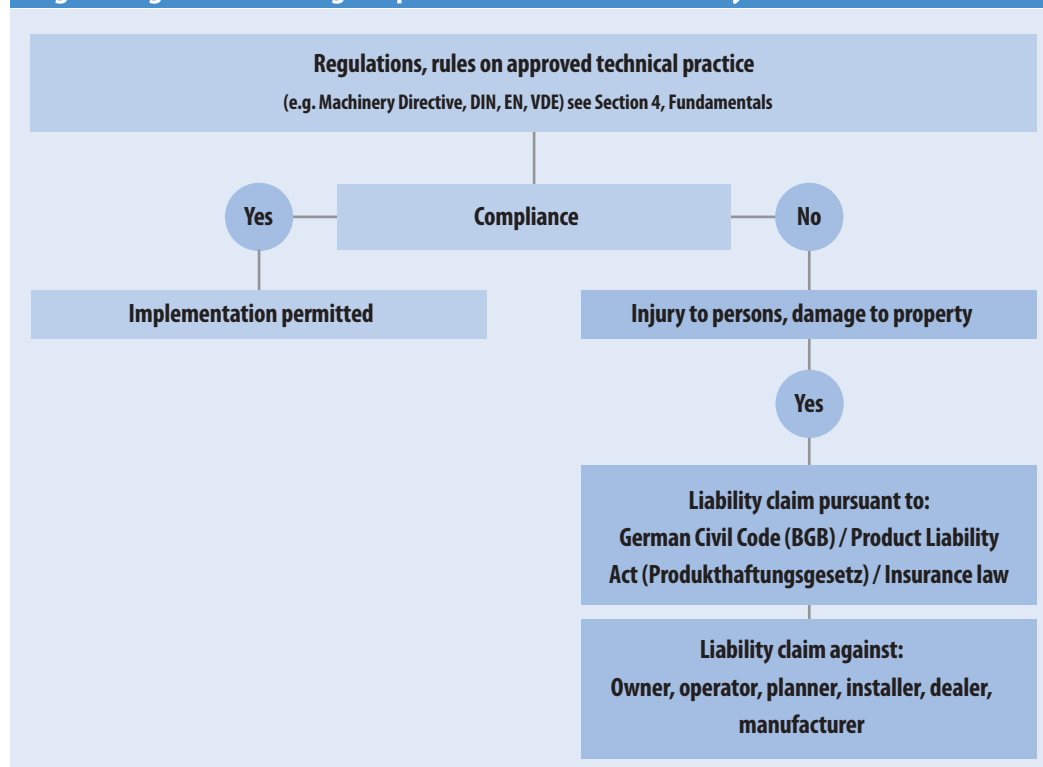 Regulations, rules on approved technical practice
(e.g. Machinery Directive, DIN, EN, VDE) see Section 4, Fundamentals
Yes
Compliance
No
Implementation permitted
Injury to persons, damage to property
Yes
Liability claim pursuant to:
German Civil Code (BGB) / Product Liability
Act (Produkthaftungsgesetz) / Insurance law
Liability claim against:
Owner, operator, planner, installer, dealer,
manufacturer